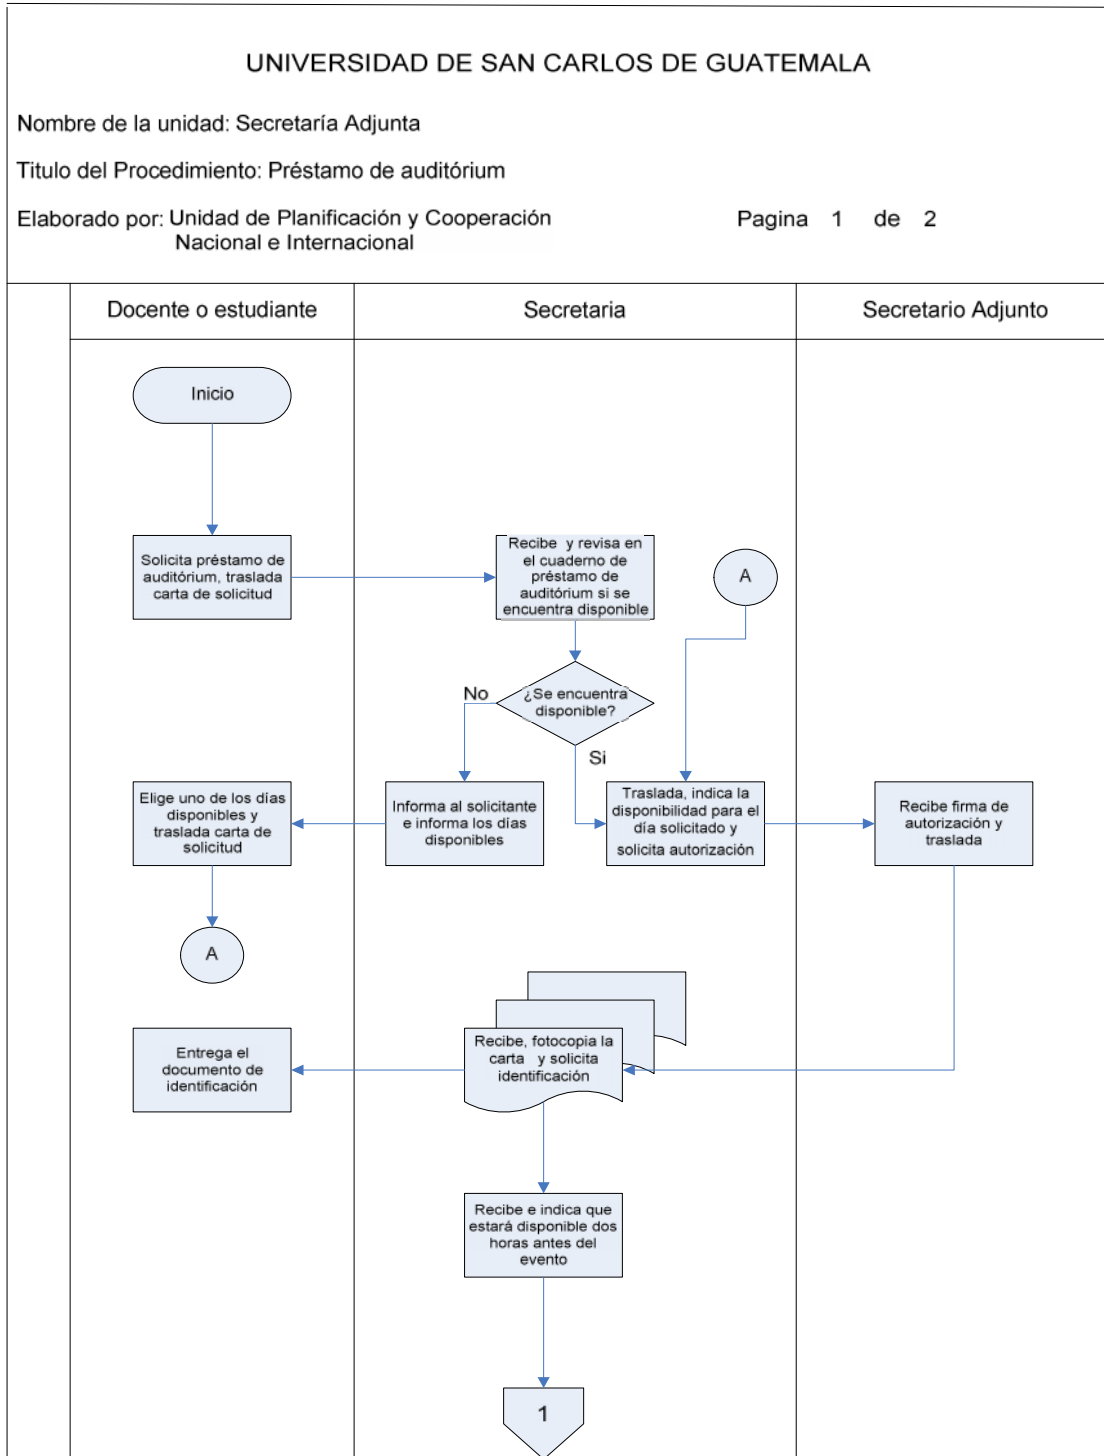 UNIVERSIDAD DE SAN CARLOS DE GUATEMALA
Nombre de la unidad: Secretaría Adjunta
Titulo del Procedimiento: Préstamo de auditórium
Elaborado por: Unidad de Planificación y Cooperación
Nacional e Internacional
Pagina 1 de 2
Docente o estudiante
Secretaria
Secretario Adjunto
Inicio
Solicita préstamo de
auditórium, traslada
carta de solicitud
Recibe y revisa en
el cuaderno de
préstamo de
auditórium si se
encuentra disponible
A
¿Se encuentra
disponible?
No
Si
Elige uno de los días
disponibles y
traslada carta de
solicitud
Informa al solicitante
e informa los días
disponibles
Traslada, indica la
disponibilidad para el
día solicitado y
solicita autorización
Recibe firma de
autorización y
traslada
A
Entrega el
documento de
identificación
Recibe, fotocopia la
carta y solicita
identificación
Recibe e indica que
estará disponible dos
horas antes del
evento
1